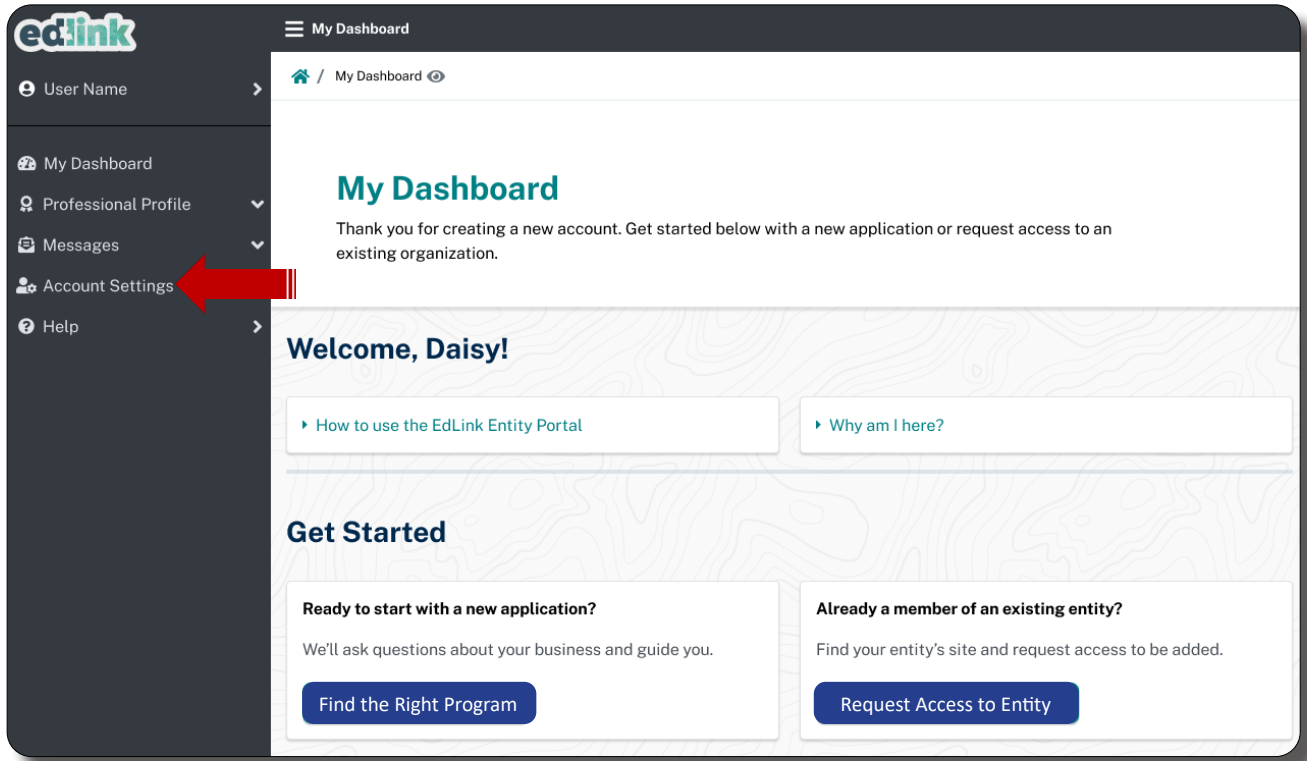 edlink
User Name
My Dashboard
Professional Profile
Messages
Account Settings
Help
My Dashboard
/ My Dashboard
My Dashboard
Thank you for creating a new account. Get started below with a new application or request access to an
existing organization.
Welcome, Daisy!
How to use the EdLink Entity Portal
Why am I here?
Get Started
Ready to start with a new application?
We'll ask questions about your business and guide you.
Find the Right Program
Already a member of an existing entity?
Find your entity's site and request access to be added.
Request Access to Entity